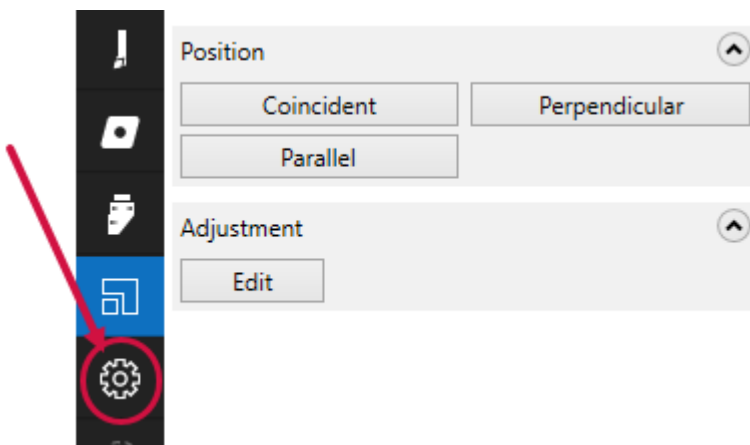 Position
Coincident Perpendicular
Parallel
Adjustment
Edit